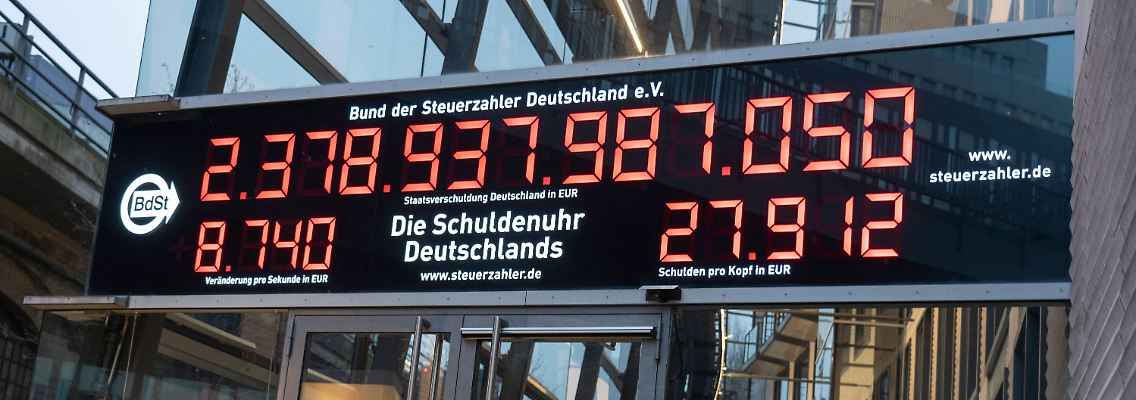 Bund der Steuerzahler Deutschland e.V.
2.378.937.987.050
Staatsverschuldung Deutschland in EUR
www.
steuerzahler.de
BdSt
8.740
Veränderung pro Sekunde in EUR
Die Schuldenuhr
Deutschlands
www.steuerzahler.de
27.912
Schulden pro Kopf in EUR